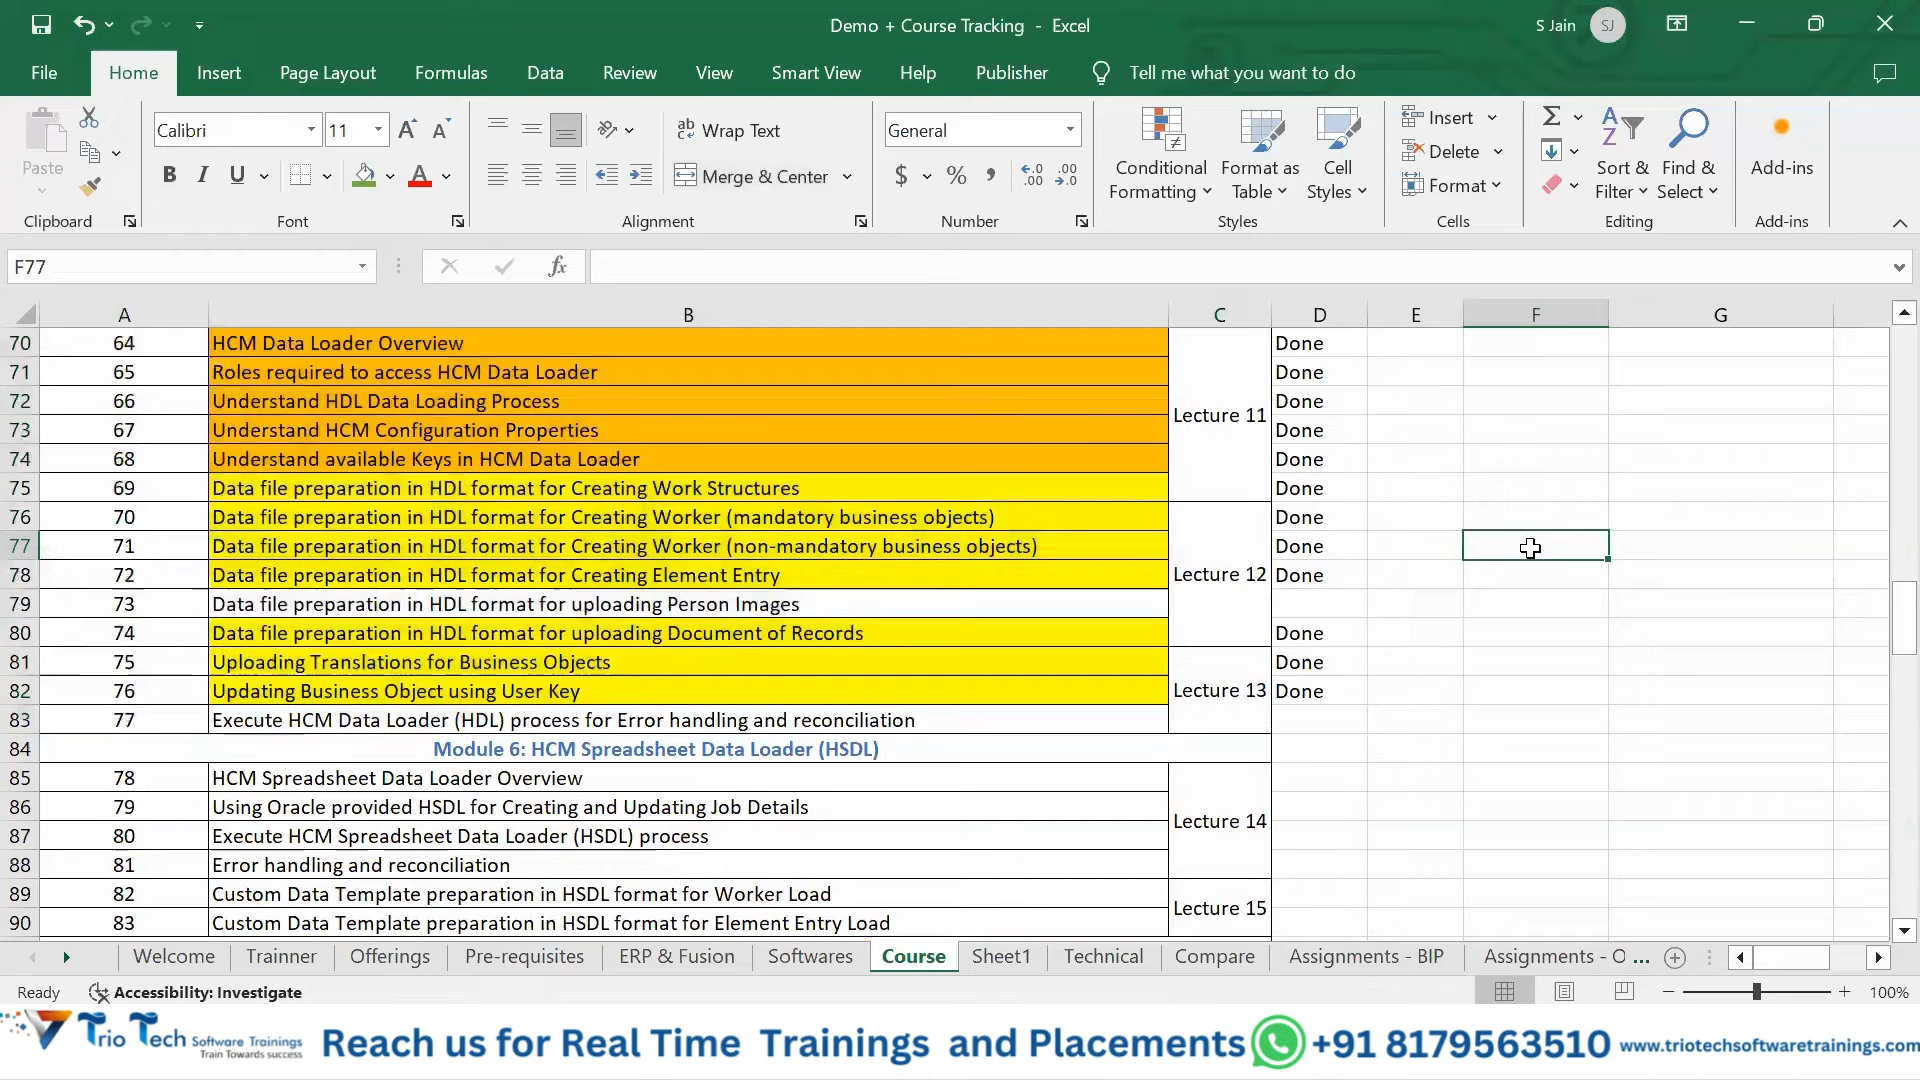 Demo + Course Tracking - Excel
S Jain SJ
File Home Insert Page Layout Formulas Data Review View Smart View Help Publisher Tell me what you want to do
Paste
Clipboard
Calibri 11
B I U A
Font
ab Wrap Text
Merge & Center
Alignment
General
$ % ,
Number
Conditional Formatting
Format as Table
Cell Styles
Styles
Insert
Delete
Format
Cells
Sort & Filter
Find & Select
Editing
Add-ins
Add-ins
F77 fx
A B C D E F G
70 64 HCM Data Loader Overview Done
71 65 Roles required to access HCM Data Loader Done
72 66 Understand HDL Data Loading Process Done
Lecture 11
73 67 Understand HCM Configuration Properties Done
74 68 Understand available Keys in HCM Data Loader Done
75 69 Data file preparation in HDL format for Creating Work Structures Done
76 70 Data file preparation in HDL format for Creating Worker (mandatory business objects) Done
77 71 Data file preparation in HDL format for Creating Worker (non-mandatory business objects) Done
78 72 Data file preparation in HDL format for Creating Element Entry Lecture 12 Done
79 73 Data file preparation in HDL format for uploading Person Images
80 74 Data file preparation in HDL format for uploading Document of Records Done
81 75 Uploading Translations for Business Objects Done
82 76 Updating Business Object using User Key Lecture 13 Done
83 77 Execute HCM Data Loader (HDL) process for Error handling and reconciliation
84 Module 6: HCM Spreadsheet Data Loader (HSDL)
85 78 HCM Spreadsheet Data Loader Overview
86 79 Using Oracle provided HSDL for Creating and Updating Job Details
Lecture 14
87 80 Execute HCM Spreadsheet Data Loader (HSDL) process
88 81 Error handling and reconciliation
89 82 Custom Data Template preparation in HSDL format for Worker Load
Lecture 15
90 83 Custom Data Template preparation in HSDL format for Element Entry Load
Welcome Trainner Offerings Pre-requisites ERP & Fusion Softwares Course Sheet1 Technical Compare Assignments - BIP Assignments - O ...
Ready Accessibility: Investigate 100%
Trio Tech Software Trainings
Train Towards success
Reach us for Real Time Trainings and Placements +91 8179563510 www.triotechsoftwaretrainings.com